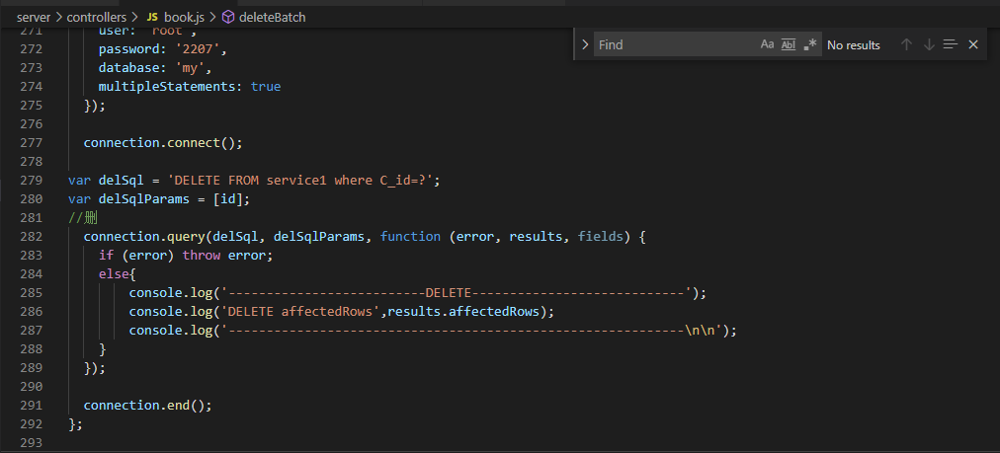 server > controllers > JS book.js > deleteBatch
271 user: 'root',
272 password: '2207',
273 database: 'my',
274 multipleStatements: true
275 });
276
277 connection.connect();
278
279 var delSql = 'DELETE FROM service1 where C_id=?';
280 var delSqlParams = [id];
281 //删
282 connection.query(delSql, delSqlParams, function (error, results, fields) {
283 if (error) throw error;
284 else{
285 console.log('--------------------------DELETE----------------------------');
286 console.log('DELETE affectedRows',results.affectedRows);
287 console.log('------------------------------------------------------------\n\n');
288 }
289 });
290
291 connection.end();
292 };
293
Find Aa Abl .* No results